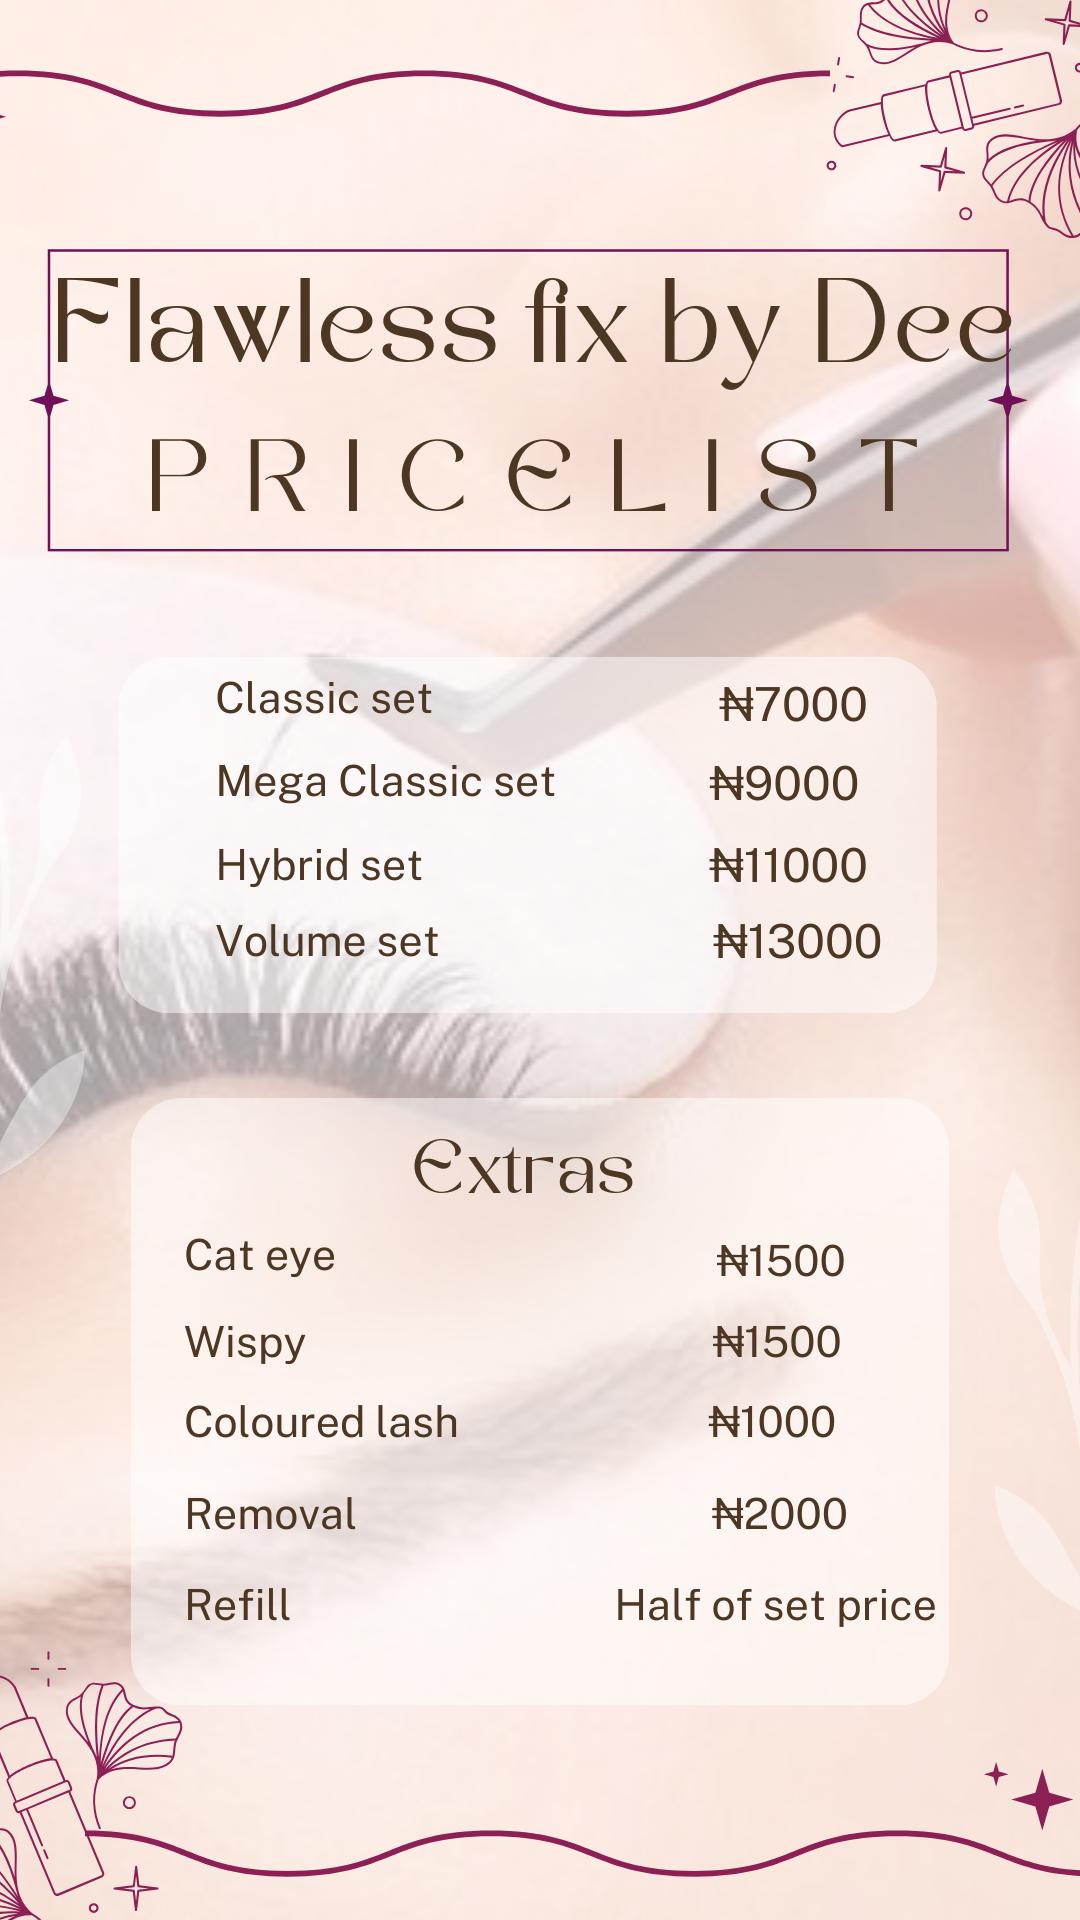 Flawless fix by Dee
PRICELIST
Classic set ₦7000
Mega Classic set ₦9000
Hybrid set ₦11000
Volume set ₦13000
Extras
Cat eye ₦1500
Wispy ₦1500
Coloured lash ₦1000
Removal ₦2000
Refill Half of set price